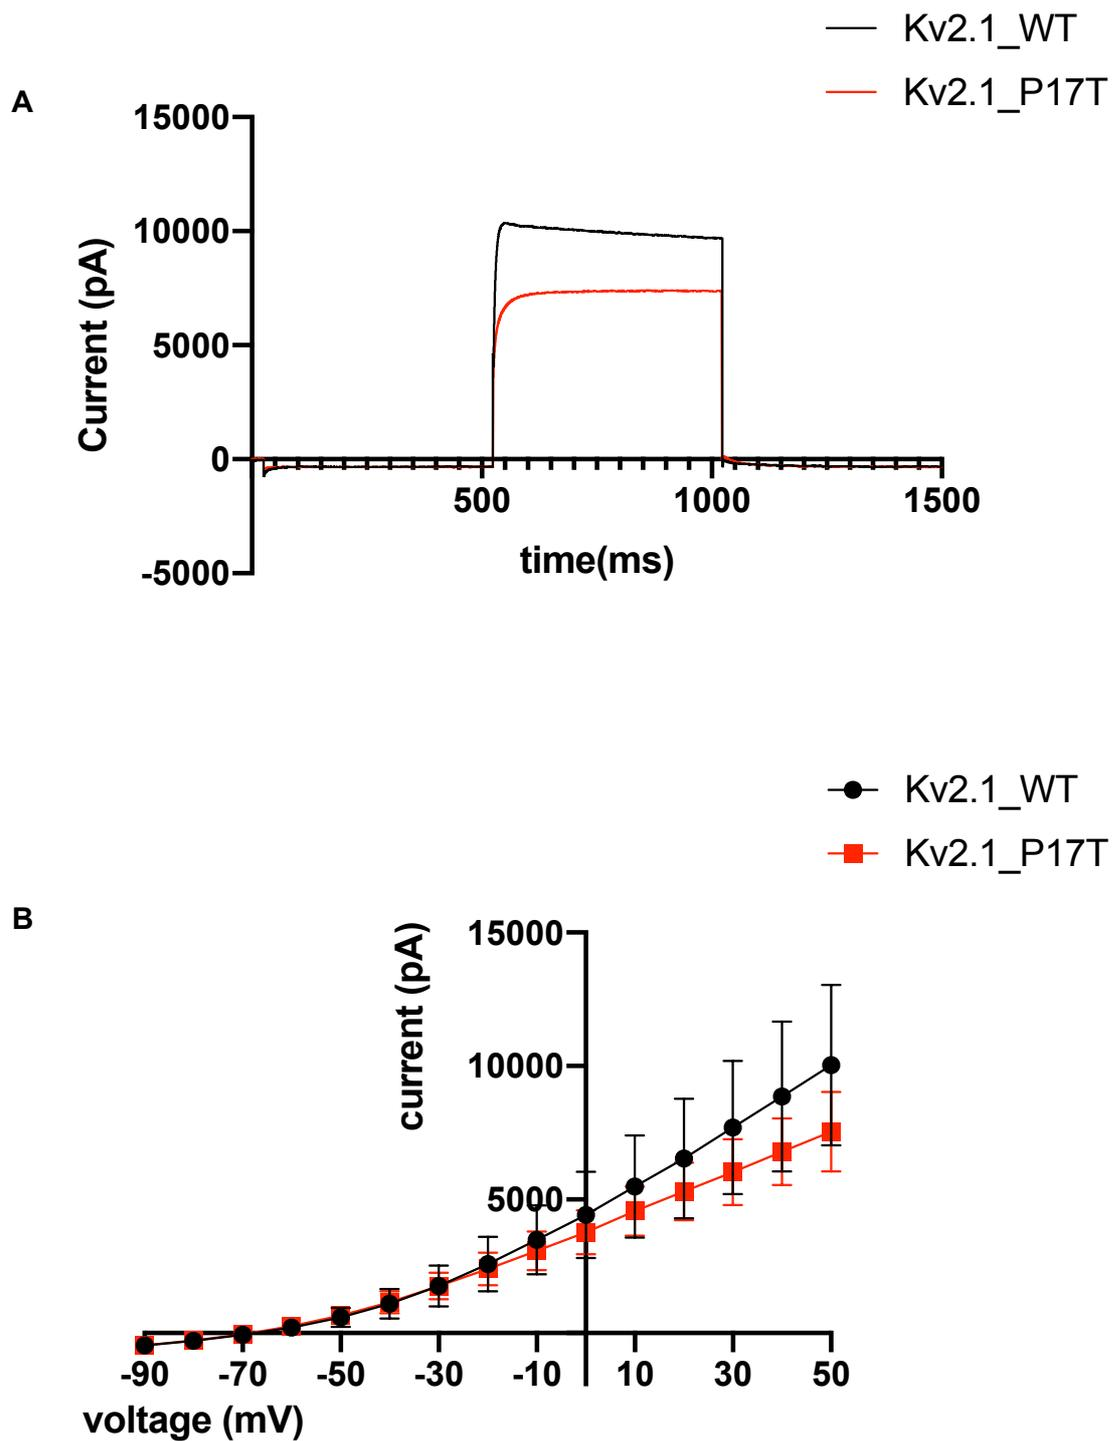 Kv2.1_WT
Kv2.1_P17T
A
15000
10000
5000
0
-5000
Current (pA)
500 1000 1500
time(ms)
Kv2.1_WT
Kv2.1_P17T
B
current (pA)
15000
10000
5000
-90 -70 -50 -30 -10 10 30 50
voltage (mV)